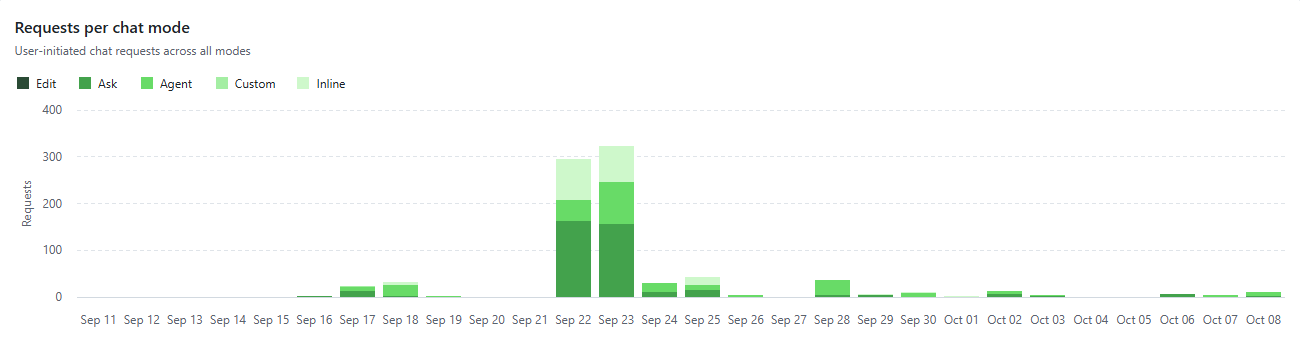 Requests per chat mode
User-initiated chat requests across all modes
Edit Ask Agent Custom Inline
400
300
200
100
0
Requests
Sep 11 Sep 12 Sep 13 Sep 14 Sep 15 Sep 16 Sep 17 Sep 18 Sep 19 Sep 20 Sep 21 Sep 22 Sep 23 Sep 24 Sep 25 Sep 26 Sep 27 Sep 28 Sep 29 Sep 30 Oct 01 Oct 02 Oct 03 Oct 04 Oct 05 Oct 06 Oct 07 Oct 08